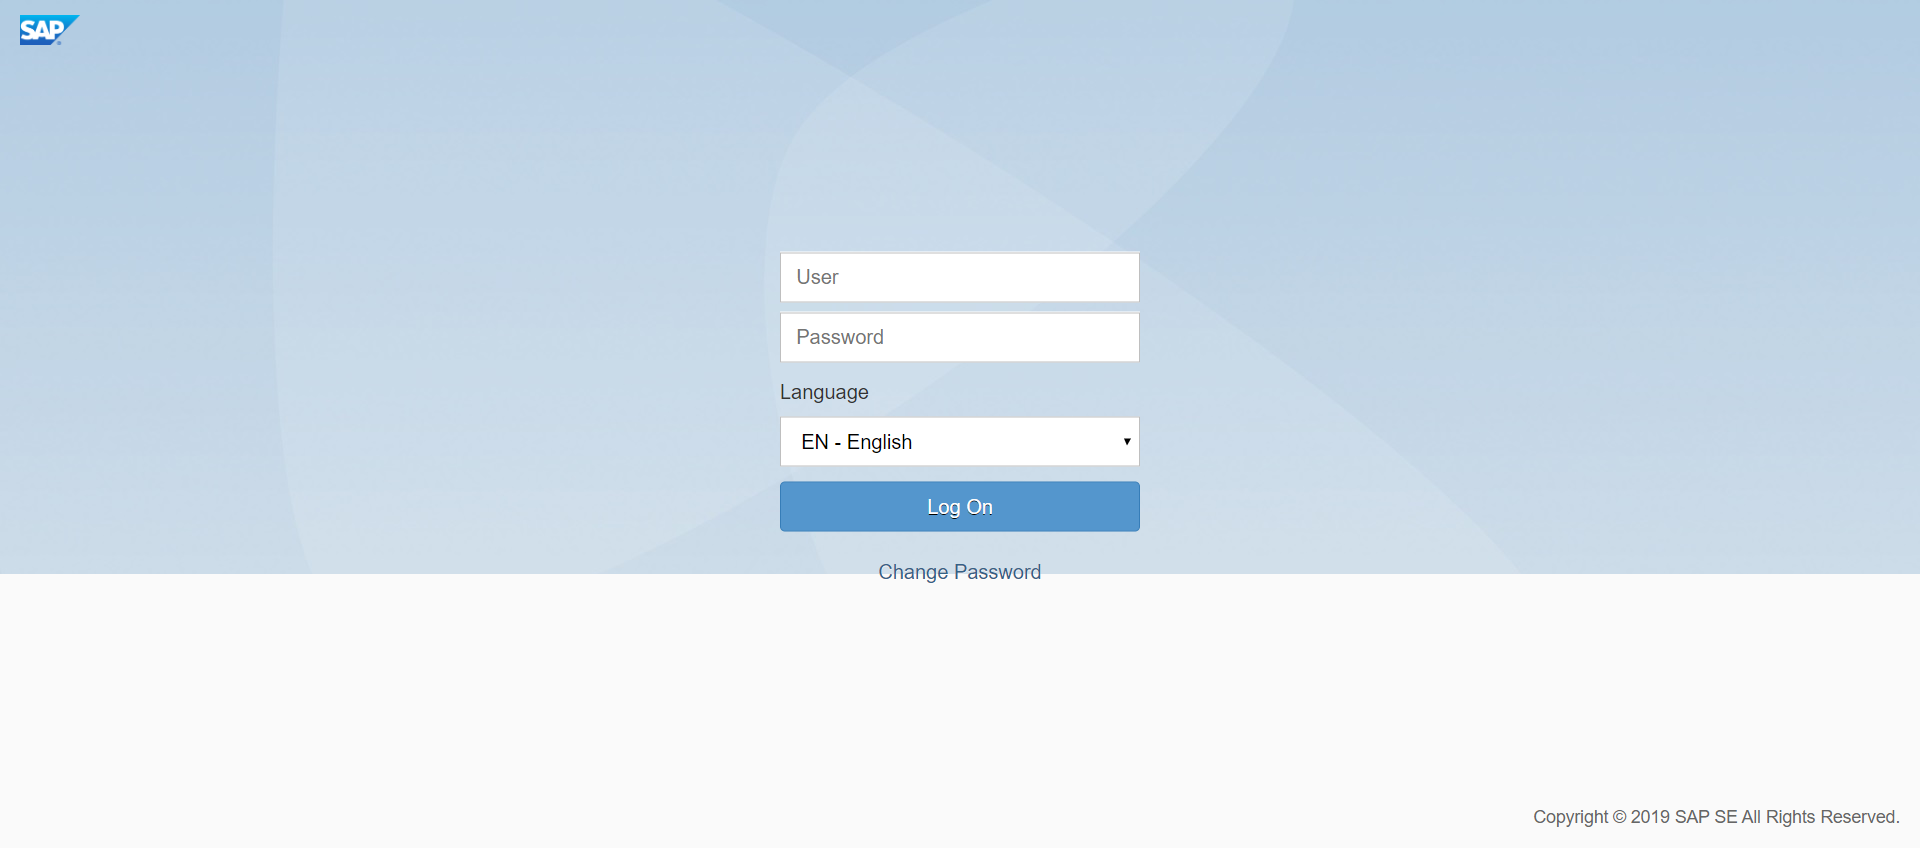 SAP
User
Password
Language
EN - English
Log On
Change Password
Copyright © 2019 SAP SE All Rights Reserved.